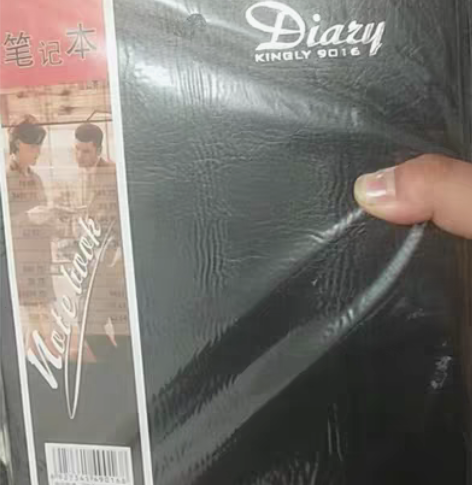 Diary
KINGLY 9016
笔记本
Note book